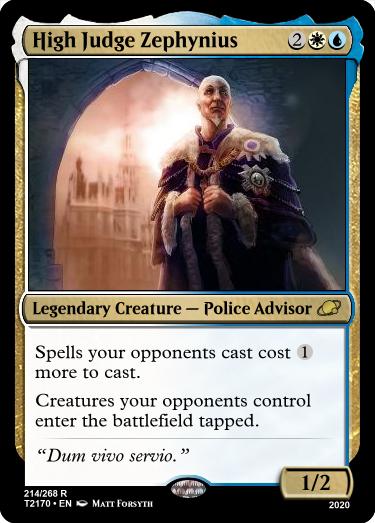 High Judge Zephynius 2
Legendary Creature — Police Advisor
Spells your opponents cast cost 1
more to cast.
Creatures your opponents control
enter the battlefield tapped.
“Dum vivo servio.”
1/2
214/268 R
T2170 • EN Matt Forsyth
2020